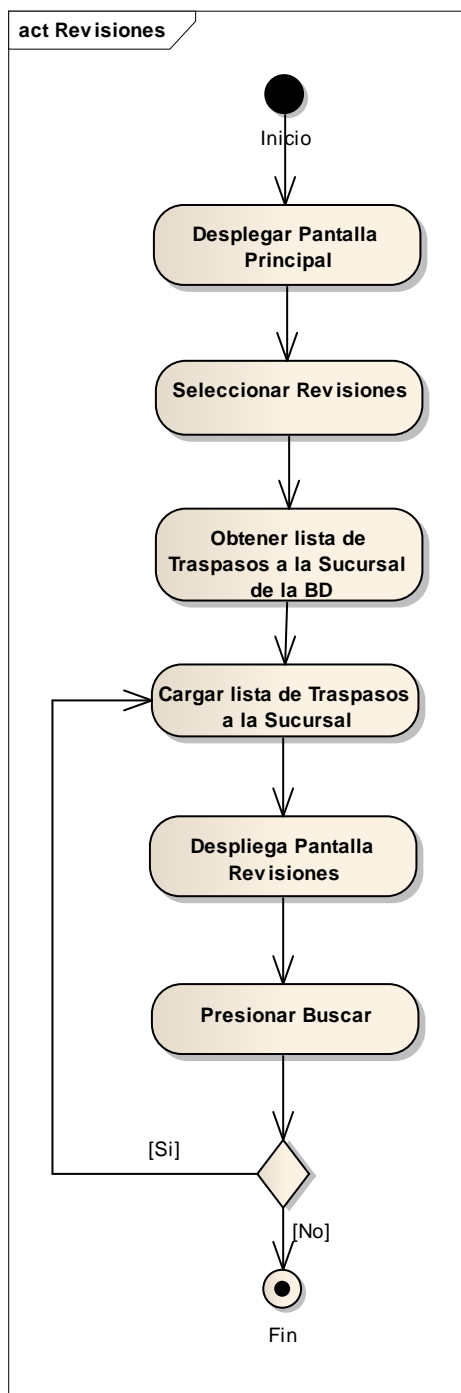 act Revisiones
Inicio
Desplegar Pantalla
Principal
Seleccionar Revisiones
Obtener lista de
Traspasos a la Sucursal
de la BD
Cargar lista de Traspasos
a la Sucursal
Despliega Pantalla
Revisiones
Presionar Buscar
[Si]
[No]
Fin